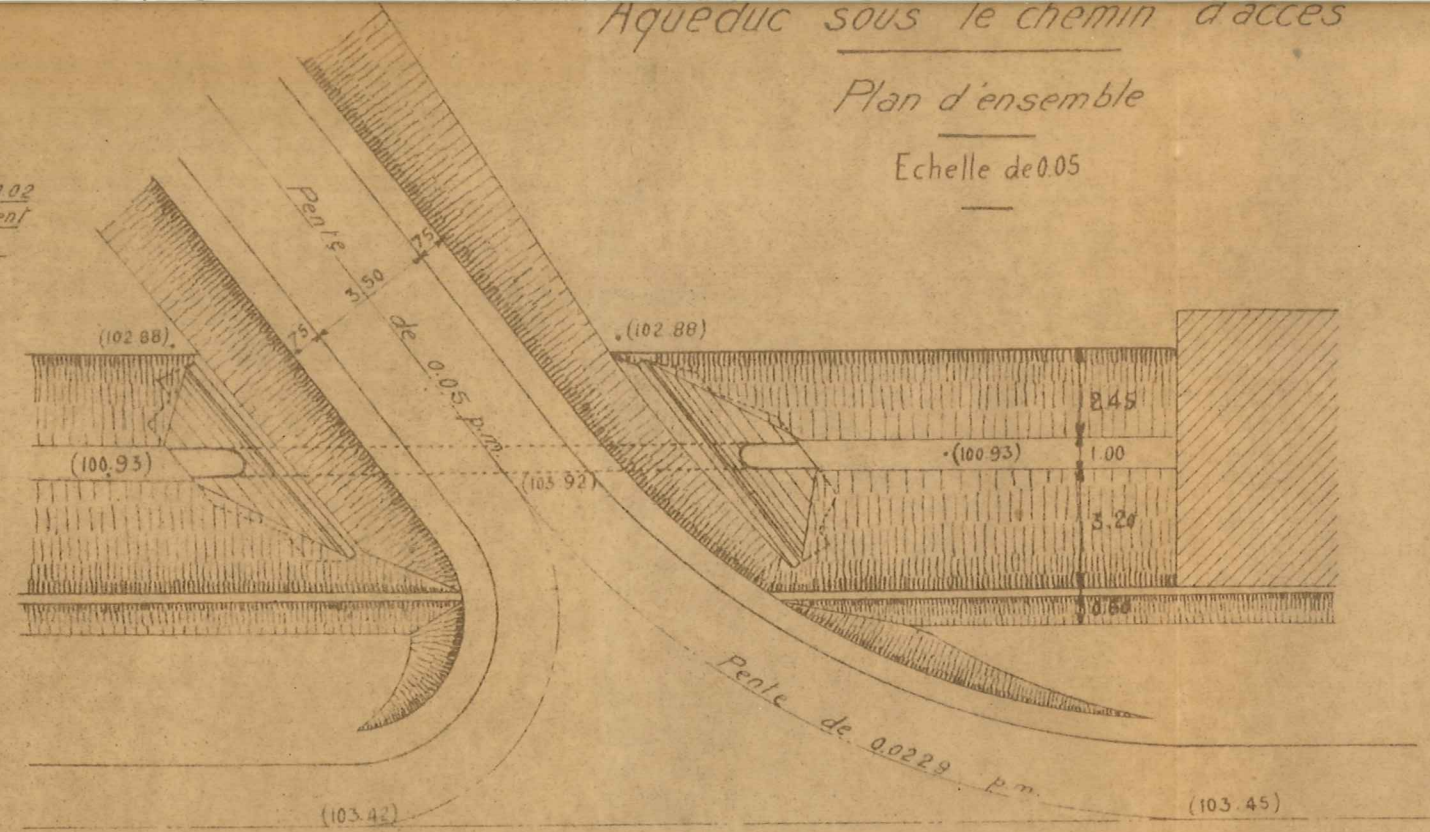 Aqueduc sous le chemin d'accès
Plan d'ensemble
Echelle de 0.05
0.02
Pente de 0.05 p.m.
75
3.50
75
(102.88)
(102.88)
(100.93)
(100.93)
(103.92)
2.45
1.00
3.20
Pente de 0.0229 p.m.
(103.42)
(103.45)